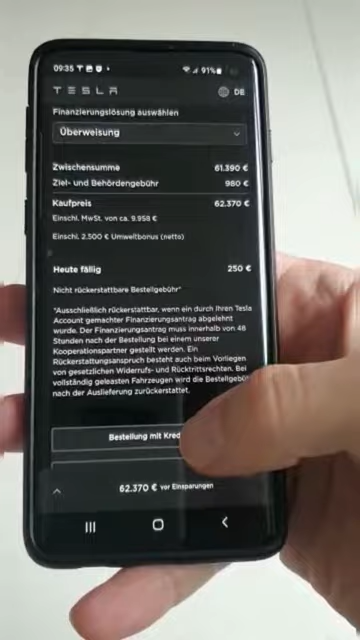 09:35
91%
TESLA
DE
Finanzierungslösung auswählen
Überweisung
Zwischensumme 61.390 €
Ziel- und Behördengebühr 980 €
Kaufpreis 62.370 €
Einschl. MwSt. von ca. 9.958 €
Einschl. 2.500 € Umweltbonus (netto)
Heute fällig 250 €
Nicht rückerstattbare Bestellgebühr*
*Ausschließlich rückerstattbar, wenn ein durch Ihren Tesla
Account gemachter Finanzierungsantrag abgelehnt
wurde. Der Finanzierungsantrag muss innerhalb von 48
Stunden nach der Bestellung bei einem unserer
Kooperationspartner gestellt werden. Ein
Rückerstattungsanspruch besteht auch beim Vorliegen
von gesetzlichen Widerrufs- und Rücktrittsrechten. Bei
vollständig geleasten Fahrzeugen wird die Bestellgebüh
nach der Auslieferung zurückerstattet.
Bestellung mit Kred
62.370 € vor Einsparungen